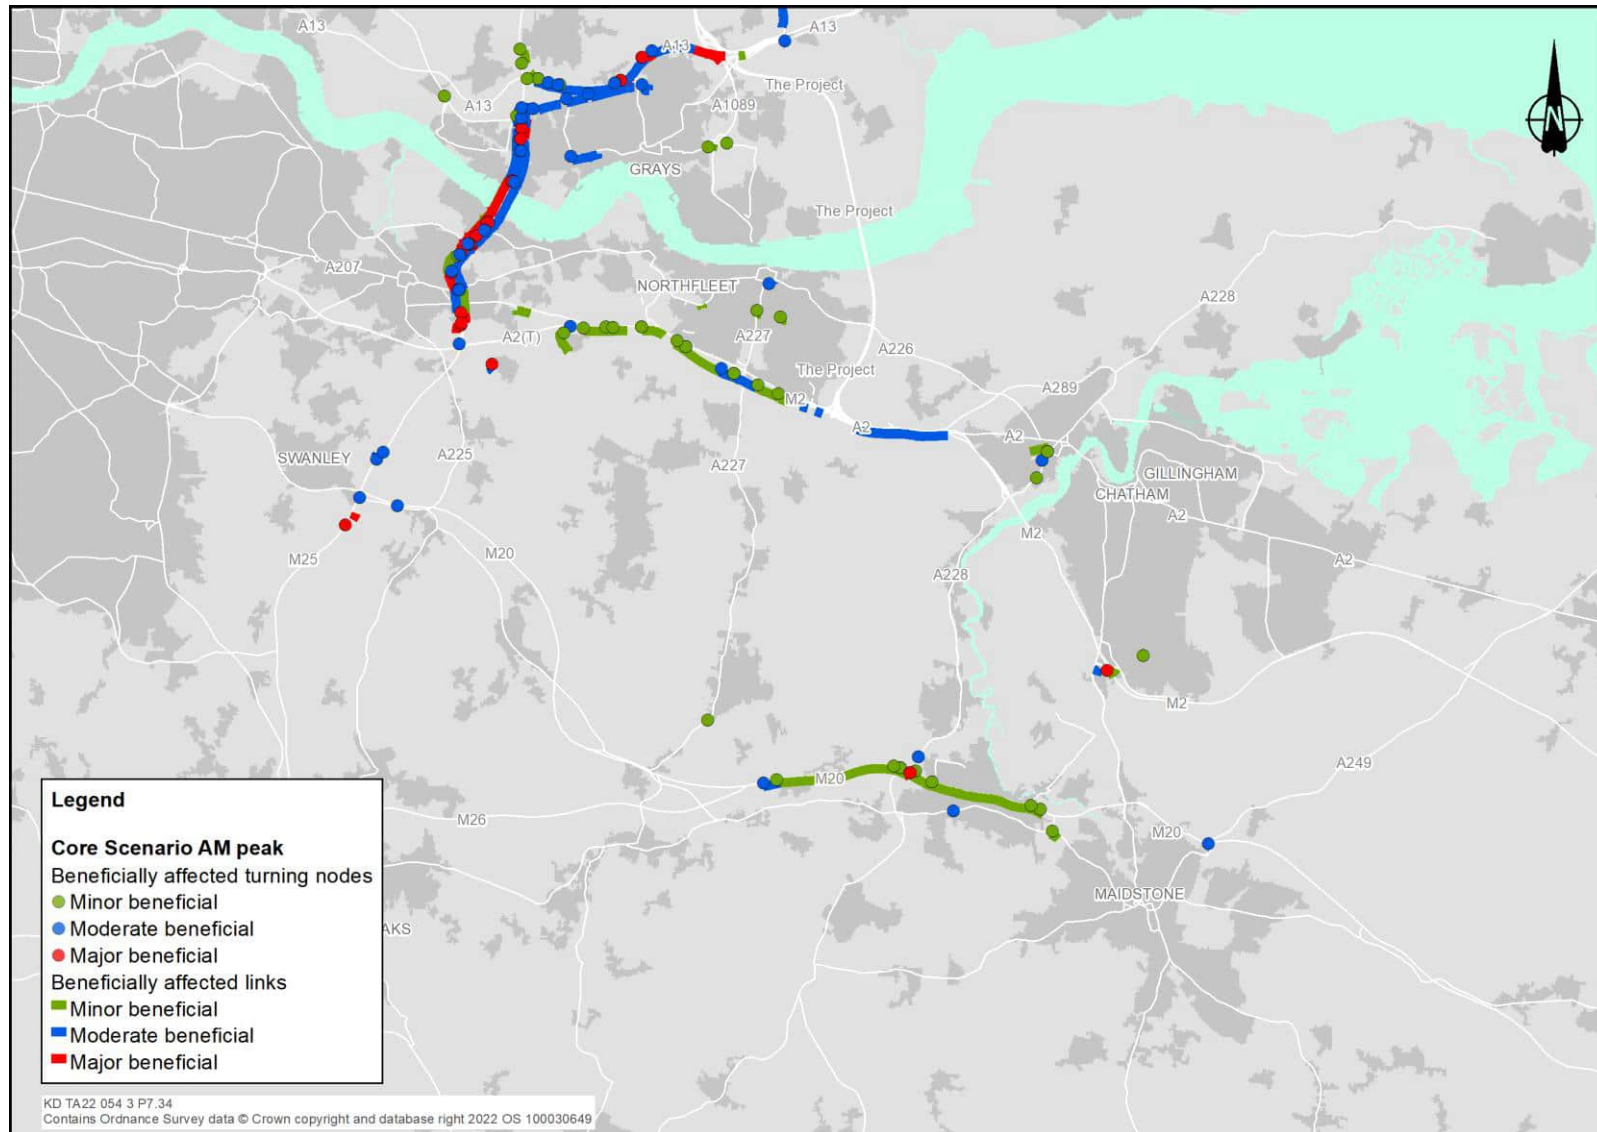 A13
A13
A13
The Project
A13
A1089
GRAYS
The Project
A207
NORTHFLEET
A228
A2(T)
A227
A226
The Project
A289
M2
A2
A2
SWANLEY
A225
A227
GILLINGHAM
CHATHAM
A2
M2
M25
M20
A228
A2
M2
A249
M20
M26
M20
MAIDSTONE
AKS
Legend
Core Scenario AM peak
Beneficially affected turning nodes
Minor beneficial
Moderate beneficial
Major beneficial
Beneficially affected links
Minor beneficial
Moderate beneficial
Major beneficial
N
KD TA22 054 3 P7.34
Contains Ordnance Survey data © Crown copyright and database right 2022 OS 100030649